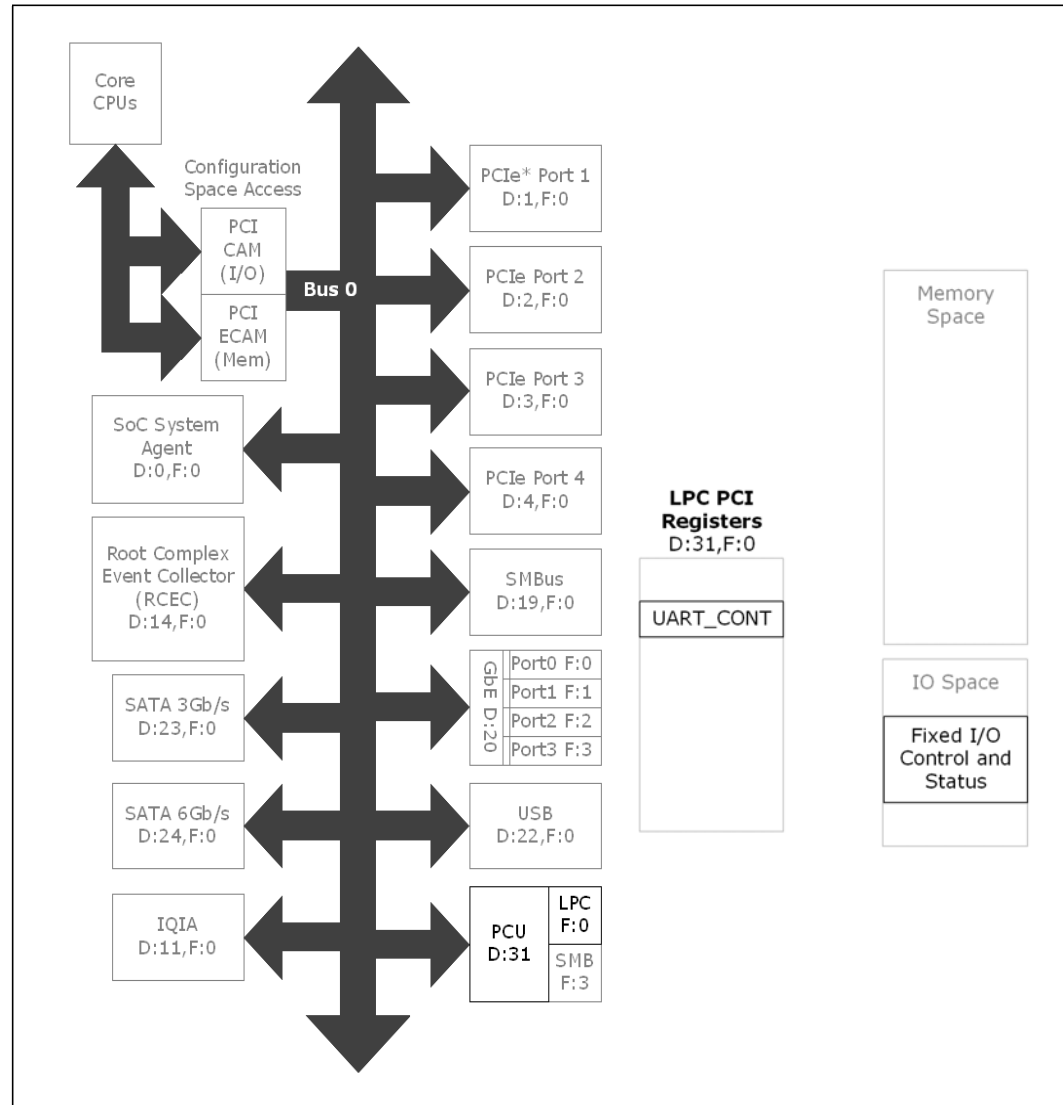 Core
CPUs
Configuration
Space Access
PCI
CAM
(I/O)
PCI
ECAM
(Mem)
Bus 0
SoC System
Agent
D:0,F:0
Root Complex
Event Collector
(RCEC)
D:14,F:0
SATA 3Gb/s
D:23,F:0
SATA 6Gb/s
D:24,F:0
IQIA
D:11,F:0
PCIe* Port 1
D:1,F:0
PCIe Port 2
D:2,F:0
PCIe Port 3
D:3,F:0
PCIe Port 4
D:4,F:0
SMBus
D:19,F:0
GbE D:20
Port0 F:0
Port1 F:1
Port2 F:2
Port3 F:3
USB
D:22,F:0
PCU
D:31
LPC
F:0
SMB
F:3
LPC PCI
Registers
D:31,F:0
UART_CONT
Memory
Space
IO Space
Fixed I/O
Control and
Status